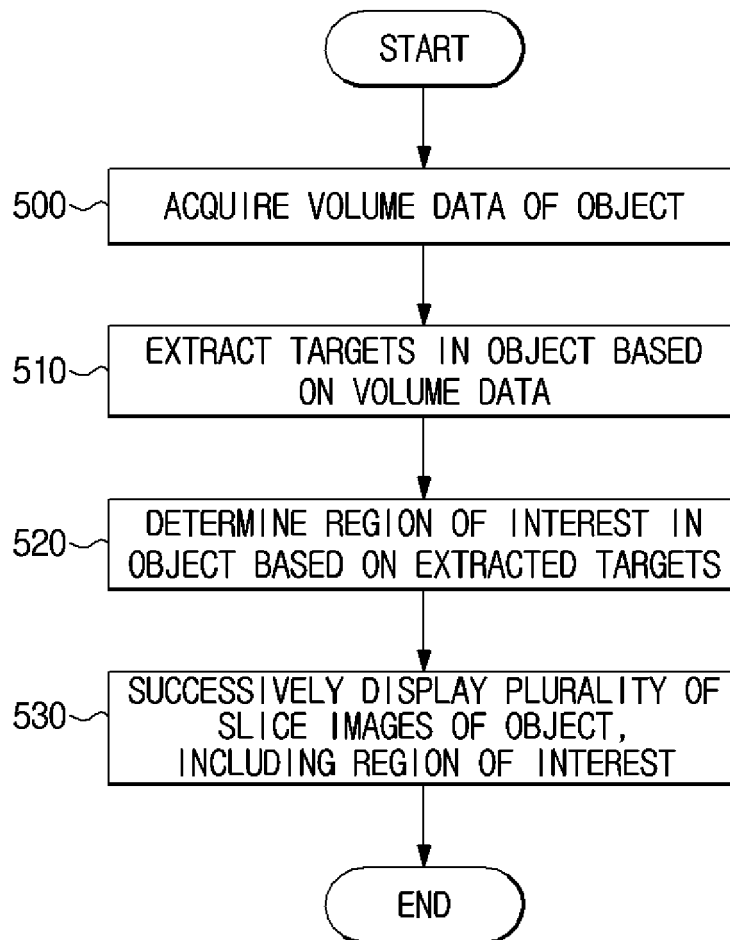 START
500
ACQUIRE VOLUME DATA OF OBJECT
510
EXTRACT TARGETS IN OBJECT BASED
ON VOLUME DATA
520
DETERMINE REGION OF INTEREST IN
OBJECT BASED ON EXTRACTED TARGETS
530
SUCCESSIVELY DISPLAY PLURALITY OF
SLICE IMAGES OF OBJECT,
INCLUDING REGION OF INTEREST
END